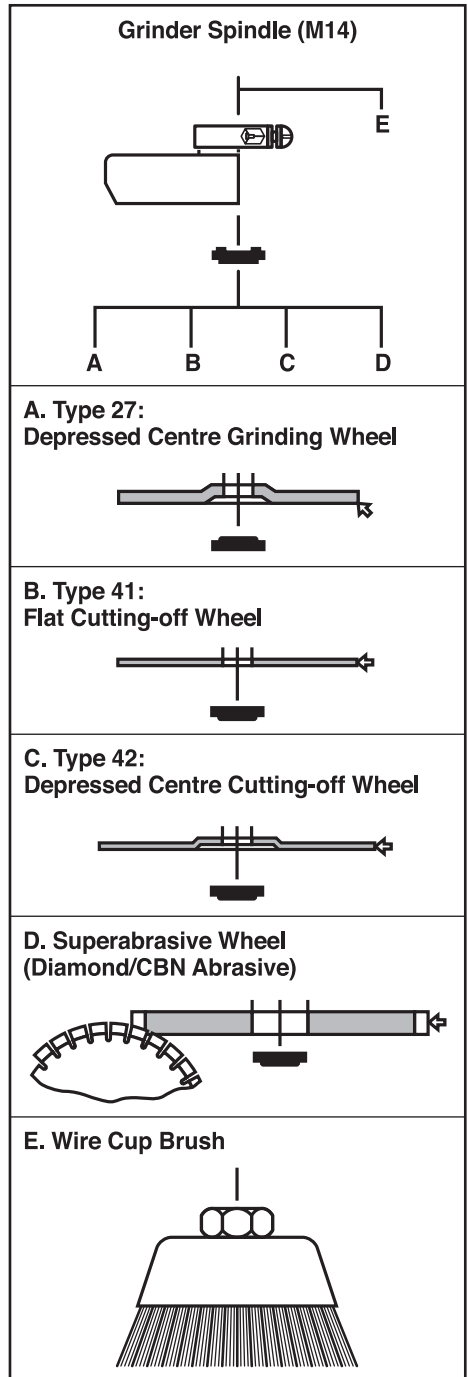 Grinder Spindle (M14)
E
A B C D
A. Type 27:
Depressed Centre Grinding Wheel
B. Type 41:
Flat Cutting-off Wheel
C. Type 42:
Depressed Centre Cutting-off Wheel
D. Superabrasive Wheel
(Diamond/CBN Abrasive)
E. Wire Cup Brush